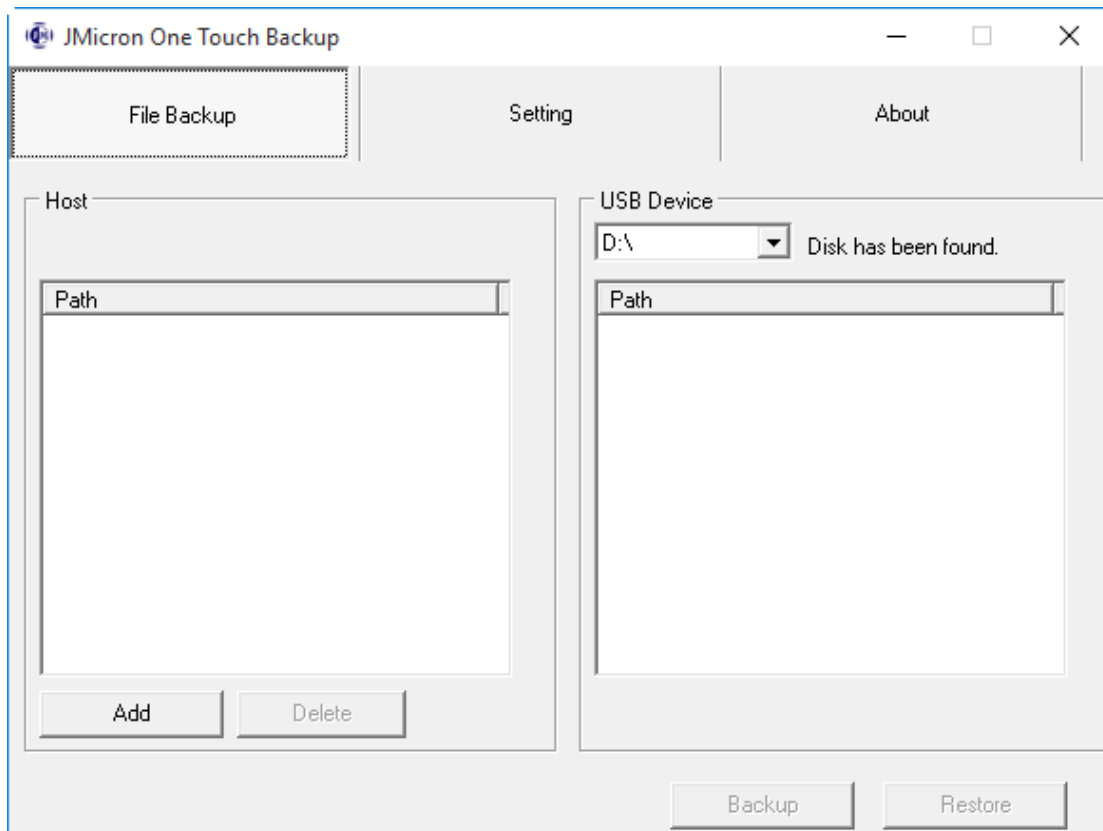 JMicron One Touch Backup
File Backup Setting About
Host
USB Device
D:\ Disk has been found.
Path
Path
Add Delete
Backup Restore